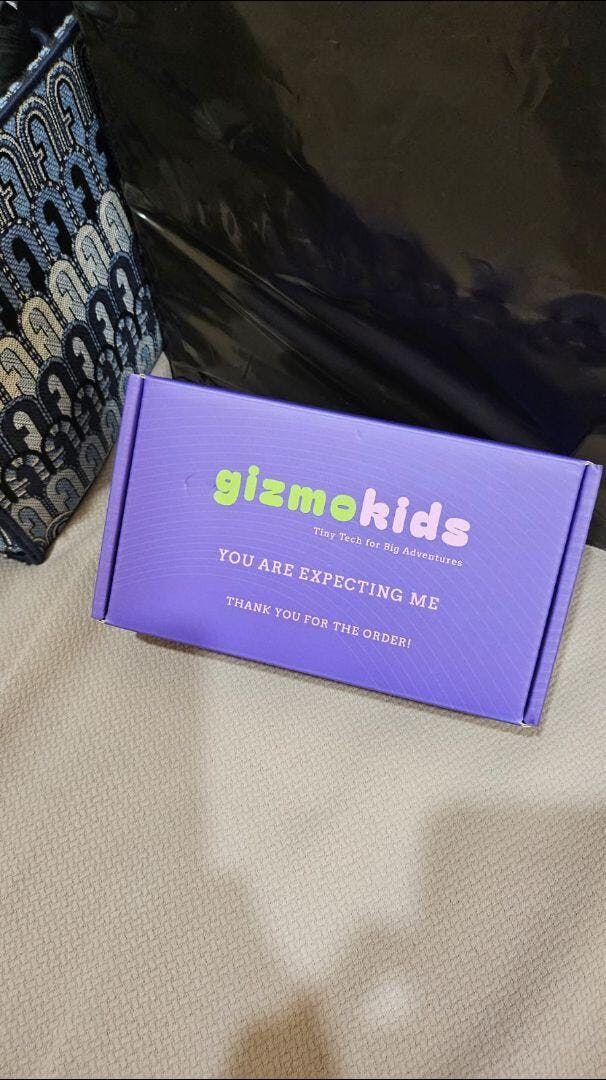 gizmokids
Tiny Tech for Big Adventures
YOU ARE EXPECTING ME
THANK YOU FOR THE ORDER!